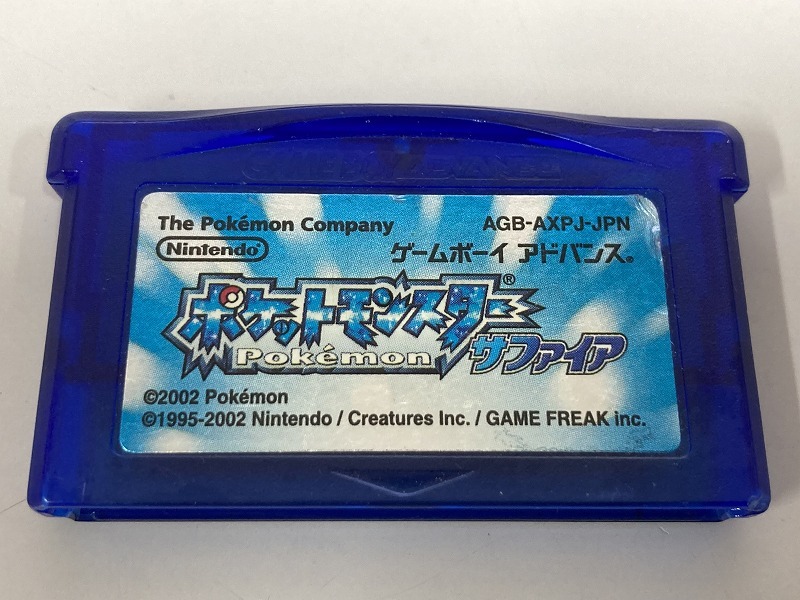 GAME BOY ADVANCE
The Pokémon Company
AGB-AXPJ-JPN
Nintendo
ゲームボーイ アドバンス®
ポケットモンスター®
Pokémon
サファイア
©2002 Pokémon
©1995-2002 Nintendo / Creatures Inc. / GAME FREAK inc.